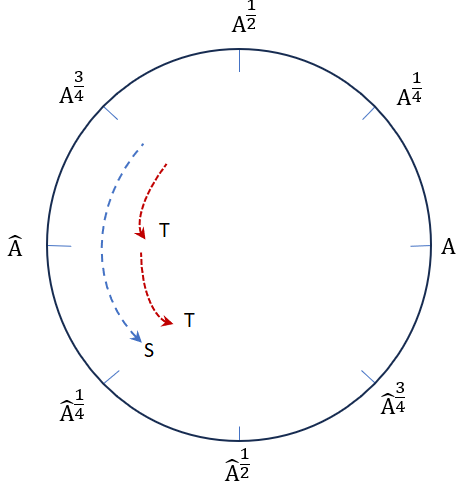 A^{1/2}
A^{3/4}
A^{1/4}
T
Â
A
T
S
Â^{1/4}
Â^{3/4}
Â^{1/2}